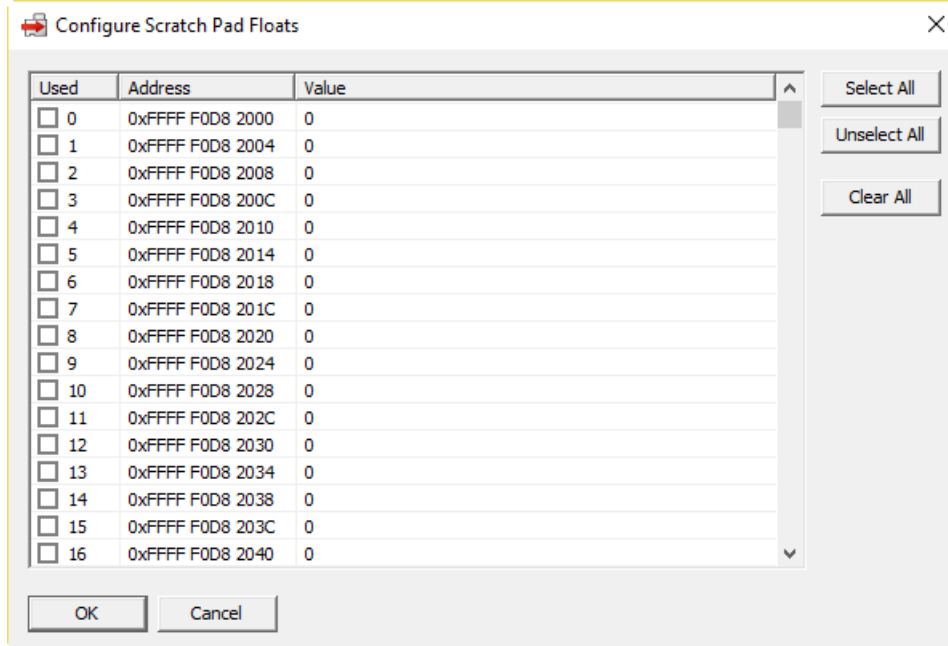 Configure Scratch Pad Floats
Used Address Value
0 0xFFFF F0D8 2000 0
1 0xFFFF F0D8 2004 0
2 0xFFFF F0D8 2008 0
3 0xFFFF F0D8 200C 0
4 0xFFFF F0D8 2010 0
5 0xFFFF F0D8 2014 0
6 0xFFFF F0D8 2018 0
7 0xFFFF F0D8 201C 0
8 0xFFFF F0D8 2020 0
9 0xFFFF F0D8 2024 0
10 0xFFFF F0D8 2028 0
11 0xFFFF F0D8 202C 0
12 0xFFFF F0D8 2030 0
13 0xFFFF F0D8 2034 0
14 0xFFFF F0D8 2038 0
15 0xFFFF F0D8 203C 0
16 0xFFFF F0D8 2040 0
Select All
Unselect All
Clear All
OK Cancel